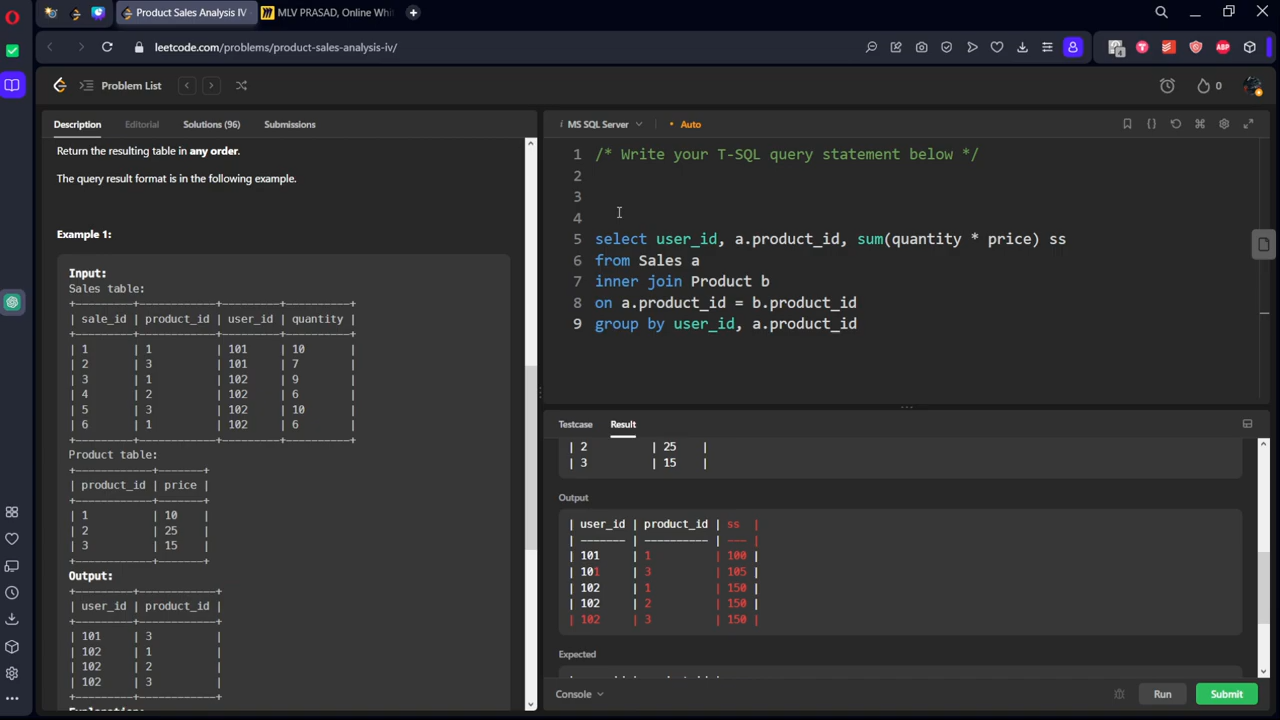 Product Sales Analysis IV
MLV PRASAD, Online Whi
leetcode.com/problems/product-sales-analysis-iv/
4
ABP
Problem List
0
Description
Editorial
Solutions (96)
Submissions
Return the resulting table in any order.
The query result format is in the following example.
Example 1:
Input:
Sales table:
+---------+------------+---------+----------+
| sale_id | product_id | user_id | quantity |
+---------+------------+---------+----------+
| 1 | 1 | 101 | 10 |
| 2 | 3 | 101 | 7 |
| 3 | 1 | 102 | 9 |
| 4 | 2 | 102 | 6 |
| 5 | 3 | 102 | 10 |
| 6 | 1 | 102 | 6 |
+---------+------------+---------+----------+
Product table:
+------------+-------+
| product_id | price |
+------------+-------+
| 1 | 10 |
| 2 | 25 |
| 3 | 15 |
+------------+-------+
Output:
+---------+------------+
| user_id | product_id |
+---------+------------+
| 101 | 3 |
| 102 | 1 |
| 102 | 2 |
| 102 | 3 |
+---------+------------+
i MS SQL Server
• Auto
1 /* Write your T-SQL query statement below */
2
3
4
5 select user_id, a.product_id, sum(quantity * price) ss
6 from Sales a
7 inner join Product b
8 on a.product_id = b.product_id
9 group by user_id, a.product_id
Testcase
Result
| 2 | 25 |
| 3 | 15 |
Output
| user_id | product_id | ss |
| ------- | ---------- | --- |
| 101 | 1 | 100 |
| 101 | 3 | 105 |
| 102 | 1 | 150 |
| 102 | 2 | 150 |
| 102 | 3 | 150 |
Expected
Console
Run
Submit